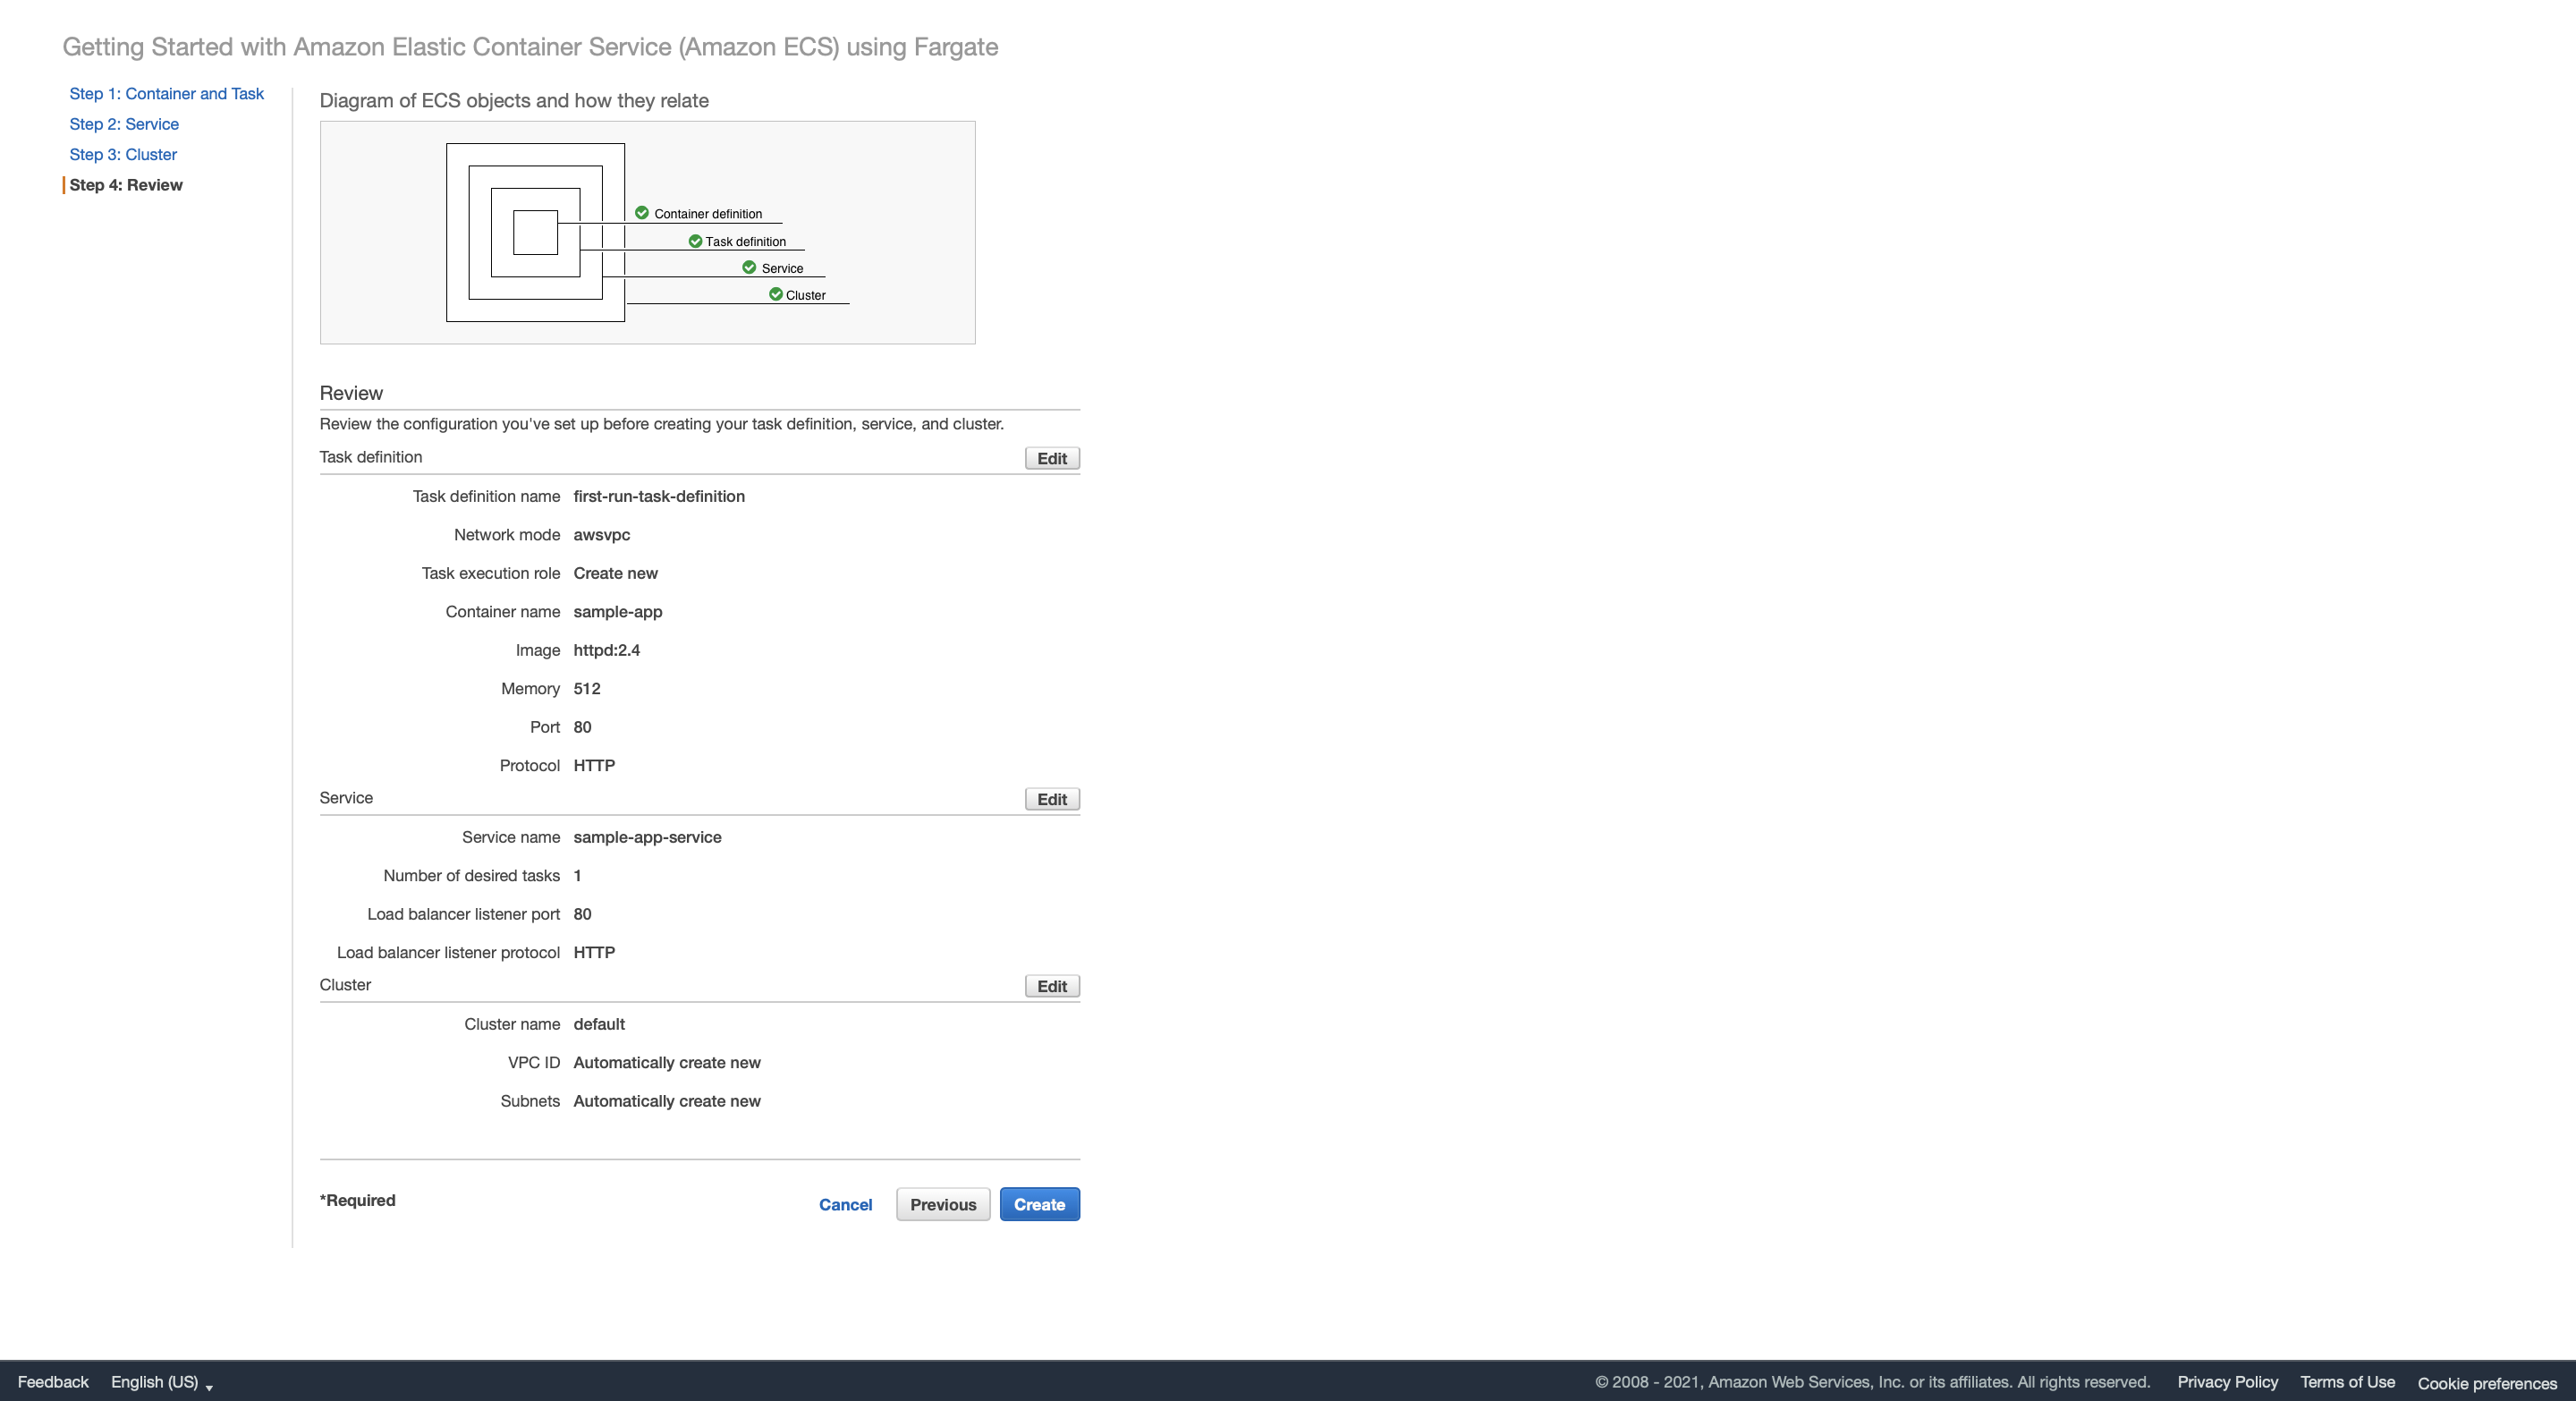 Getting Started with Amazon Elastic Container Service (Amazon ECS) using Fargate
Step 1: Container and Task
Step 2: Service
Step 3: Cluster
Step 4: Review
Diagram of ECS objects and how they relate
Container definition
Task definition
Service
Cluster
Review
Review the configuration you've set up before creating your task definition, service, and cluster.
Task definition Edit
Task definition name first-run-task-definition
Network mode awsvpc
Task execution role Create new
Container name sample-app
Image httpd:2.4
Memory 512
Port 80
Protocol HTTP
Service Edit
Service name sample-app-service
Number of desired tasks 1
Load balancer listener port 80
Load balancer listener protocol HTTP
Cluster Edit
Cluster name default
VPC ID Automatically create new
Subnets Automatically create new
*Required Cancel Previous Create
Feedback English (US) © 2008 - 2021, Amazon Web Services, Inc. or its affiliates. All rights reserved. Privacy Policy Terms of Use Cookie preferences